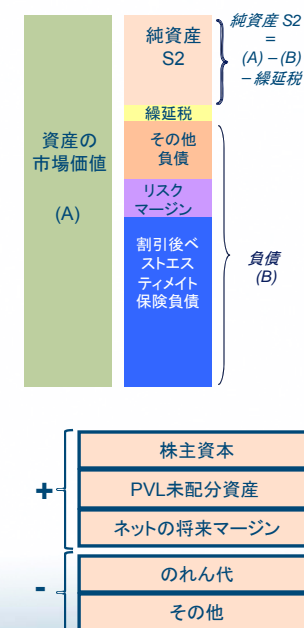 資産の
市場価値
(A)
純資産
S2
繰延税
その他
負債
リスク
マージン
割引後ベ
ストエス
ティメイト
保険負債
純資産 S2
=
(A) – (B)
– 繰延税
負債
(B)
+
株主資本
PVL未配分資産
ネットの将来マージン
-
のれん代
その他